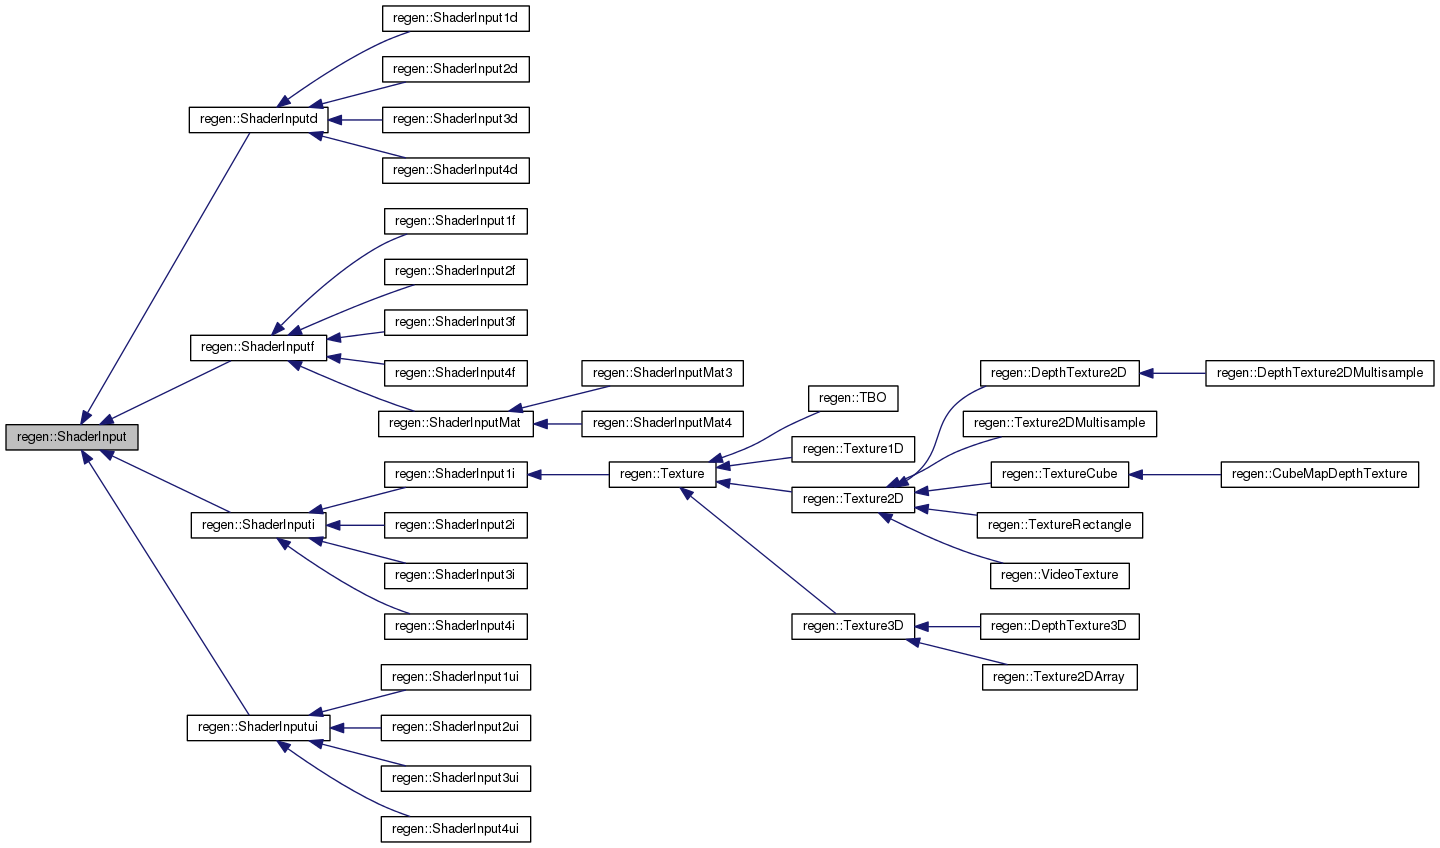 regen::ShaderInput1d
regen::ShaderInput2d
regen::ShaderInputd
regen::ShaderInput3d
regen::ShaderInput4d
regen::ShaderInput1f
regen::ShaderInput2f
regen::ShaderInput3f
regen::ShaderInputf
regen::ShaderInput4f
regen::ShaderInputMat3
regen::DepthTexture2D
regen::DepthTexture2DMultisample
regen::TBO
regen::ShaderInputMat
regen::ShaderInputMat4
regen::Texture2DMultisample
regen::ShaderInput
regen::Texture1D
regen::ShaderInput1i
regen::Texture
regen::TextureCube
regen::CubeMapDepthTexture
regen::Texture2D
regen::ShaderInputi
regen::ShaderInput2i
regen::TextureRectangle
regen::ShaderInput3i
regen::VideoTexture
regen::ShaderInput4i
regen::Texture3D
regen::DepthTexture3D
regen::ShaderInput1ui
regen::Texture2DArray
regen::ShaderInputui
regen::ShaderInput2ui
regen::ShaderInput3ui
regen::ShaderInput4ui